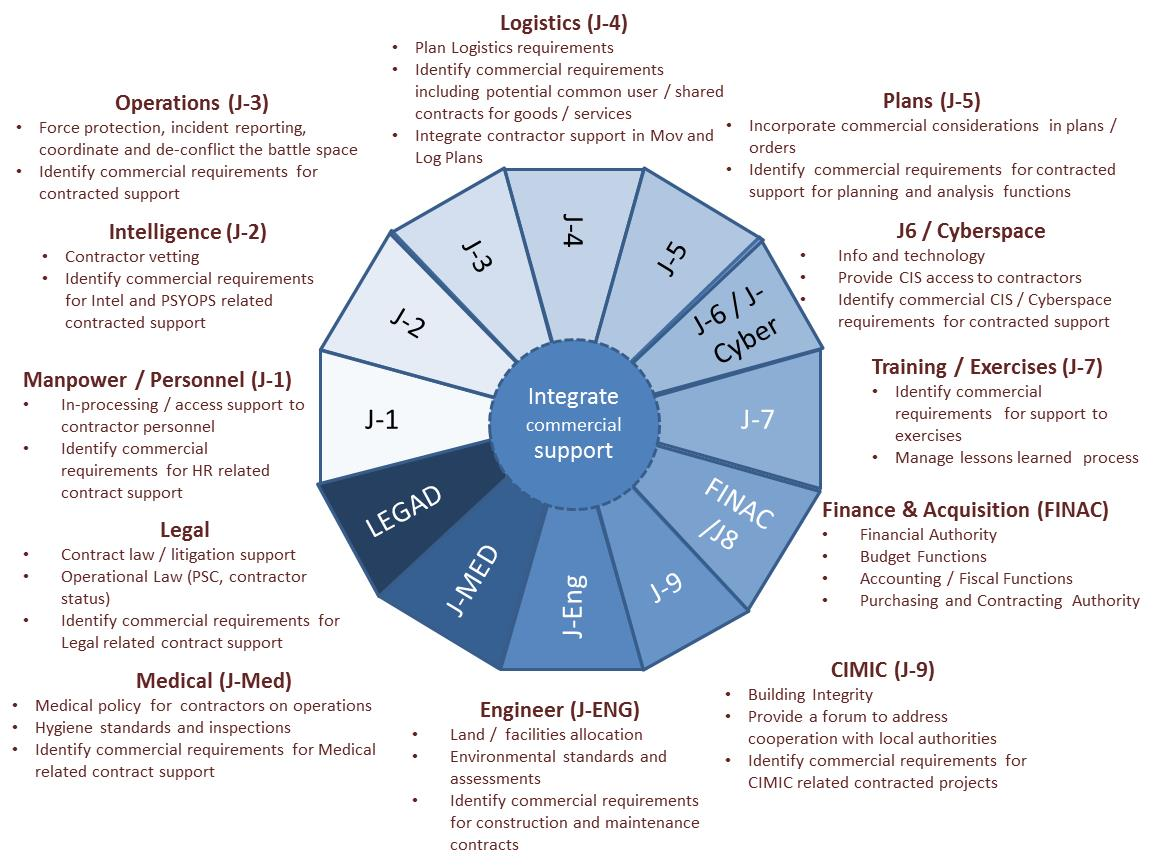 Logistics (J-4)
• Plan Logistics requirements
• Identify commercial requirements
including potential common user / shared
contracts for goods / services
• Integrate contractor support in Mov and
Log Plans
Operations (J-3)
• Force protection, incident reporting,
coordinate and de-conflict the battle space
• Identify commercial requirements for
contracted support
Plans (J-5)
• Incorporate commercial considerations in plans /
orders
• Identify commercial requirements for contracted
support for planning and analysis functions
Intelligence (J-2)
• Contractor vetting
• Identify commercial requirements
for Intel and PSYOPS related
contracted support
J6 / Cyberspace
• Info and technology
• Provide CIS access to contractors
• Identify commercial CIS / Cyberspace
requirements for contracted support
Manpower / Personnel (J-1)
• In-processing / access support to
contractor personnel
• Identify commercial
requirements for HR related
contract support
Training / Exercises (J-7)
• Identify commercial
requirements for support to
exercises
• Manage lessons learned process
Legal
• Contract law / litigation support
• Operational Law (PSC, contractor
status)
• Identify commercial requirements for
Legal related contract support
Finance & Acquisition (FINAC)
• Financial Authority
• Budget Functions
• Accounting / Fiscal Functions
• Purchasing and Contracting Authority
Medical (J-Med)
• Medical policy for contractors on operations
• Hygiene standards and inspections
• Identify commercial requirements for Medical
related contract support
Engineer (J-ENG)
• Land / facilities allocation
• Environmental standards and
assessments
• Identify commercial requirements
for construction and maintenance
contracts
CIMIC (J-9)
• Building Integrity
• Provide a forum to address
cooperation with local authorities
• Identify commercial requirements for
CIMIC related contracted projects
J-1
J-2
J-3
J-4
J-5
J-6 / J-
Cyber
J-7
FINAC
/J8
J-9
J-Eng
J-MED
LEGAD
Integrate
commercial
support